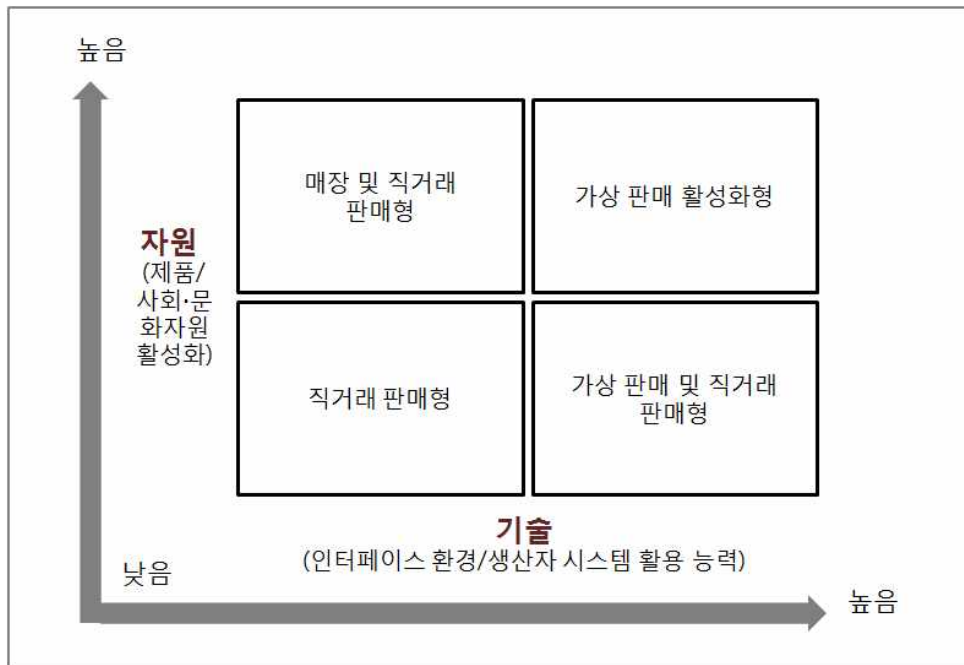 높음
매장 및 직거래
판매형
가상 판매 활성화형
자원
(제품/
사회·문
화자원
활성화)
직거래 판매형
가상 판매 및 직거래
판매형
기술
(인터페이스 환경/생산자 시스템 활용 능력)
낮음
높음